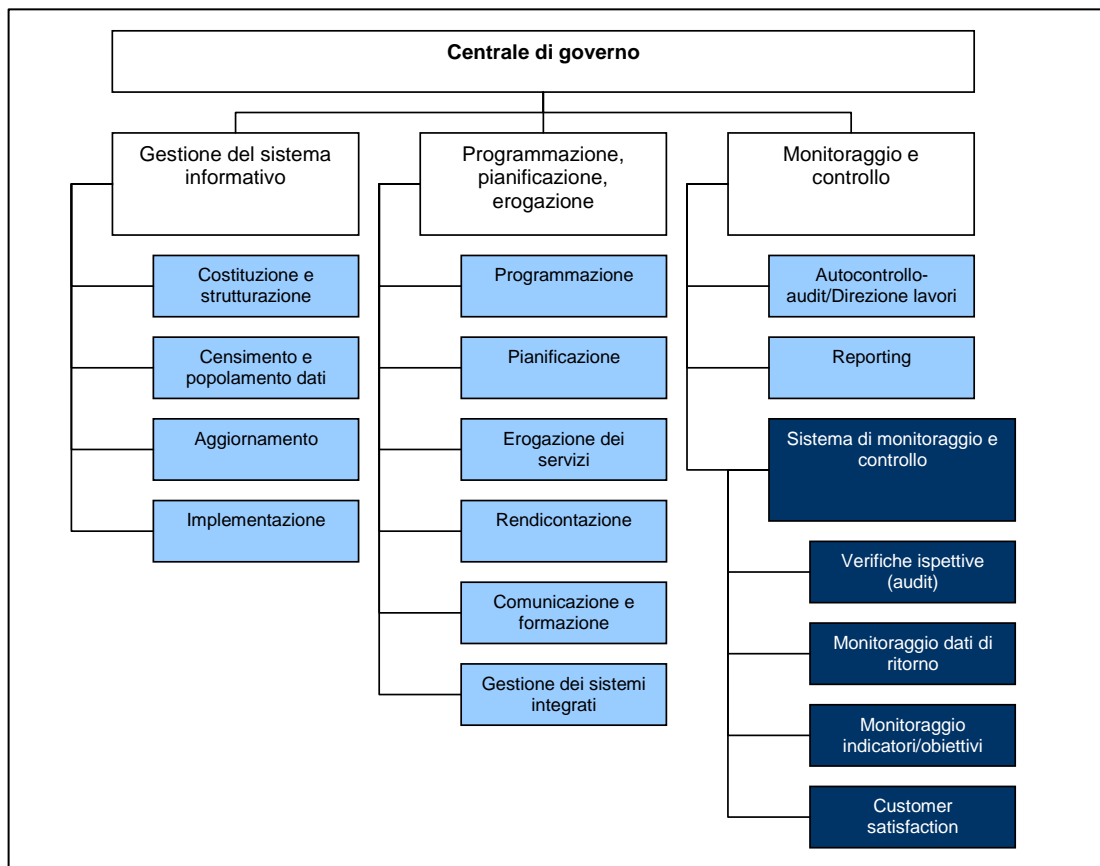 Centrale di governo
Gestione del sistema
informativo
Costituzione e
strutturazione
Censimento e
popolamento dati
Aggiornamento
Implementazione
Programmazione,
pianificazione,
erogazione
Programmazione
Pianificazione
Erogazione dei
servizi
Rendicontazione
Comunicazione e
formazione
Gestione dei sistemi
integrati
Monitoraggio e
controllo
Autocontrollo-
audit/Direzione lavori
Reporting
Sistema di monitoraggio e
controllo
Verifiche ispettive
(audit)
Monitoraggio dati di
ritorno
Monitoraggio
indicatori/obiettivi
Customer
satisfaction